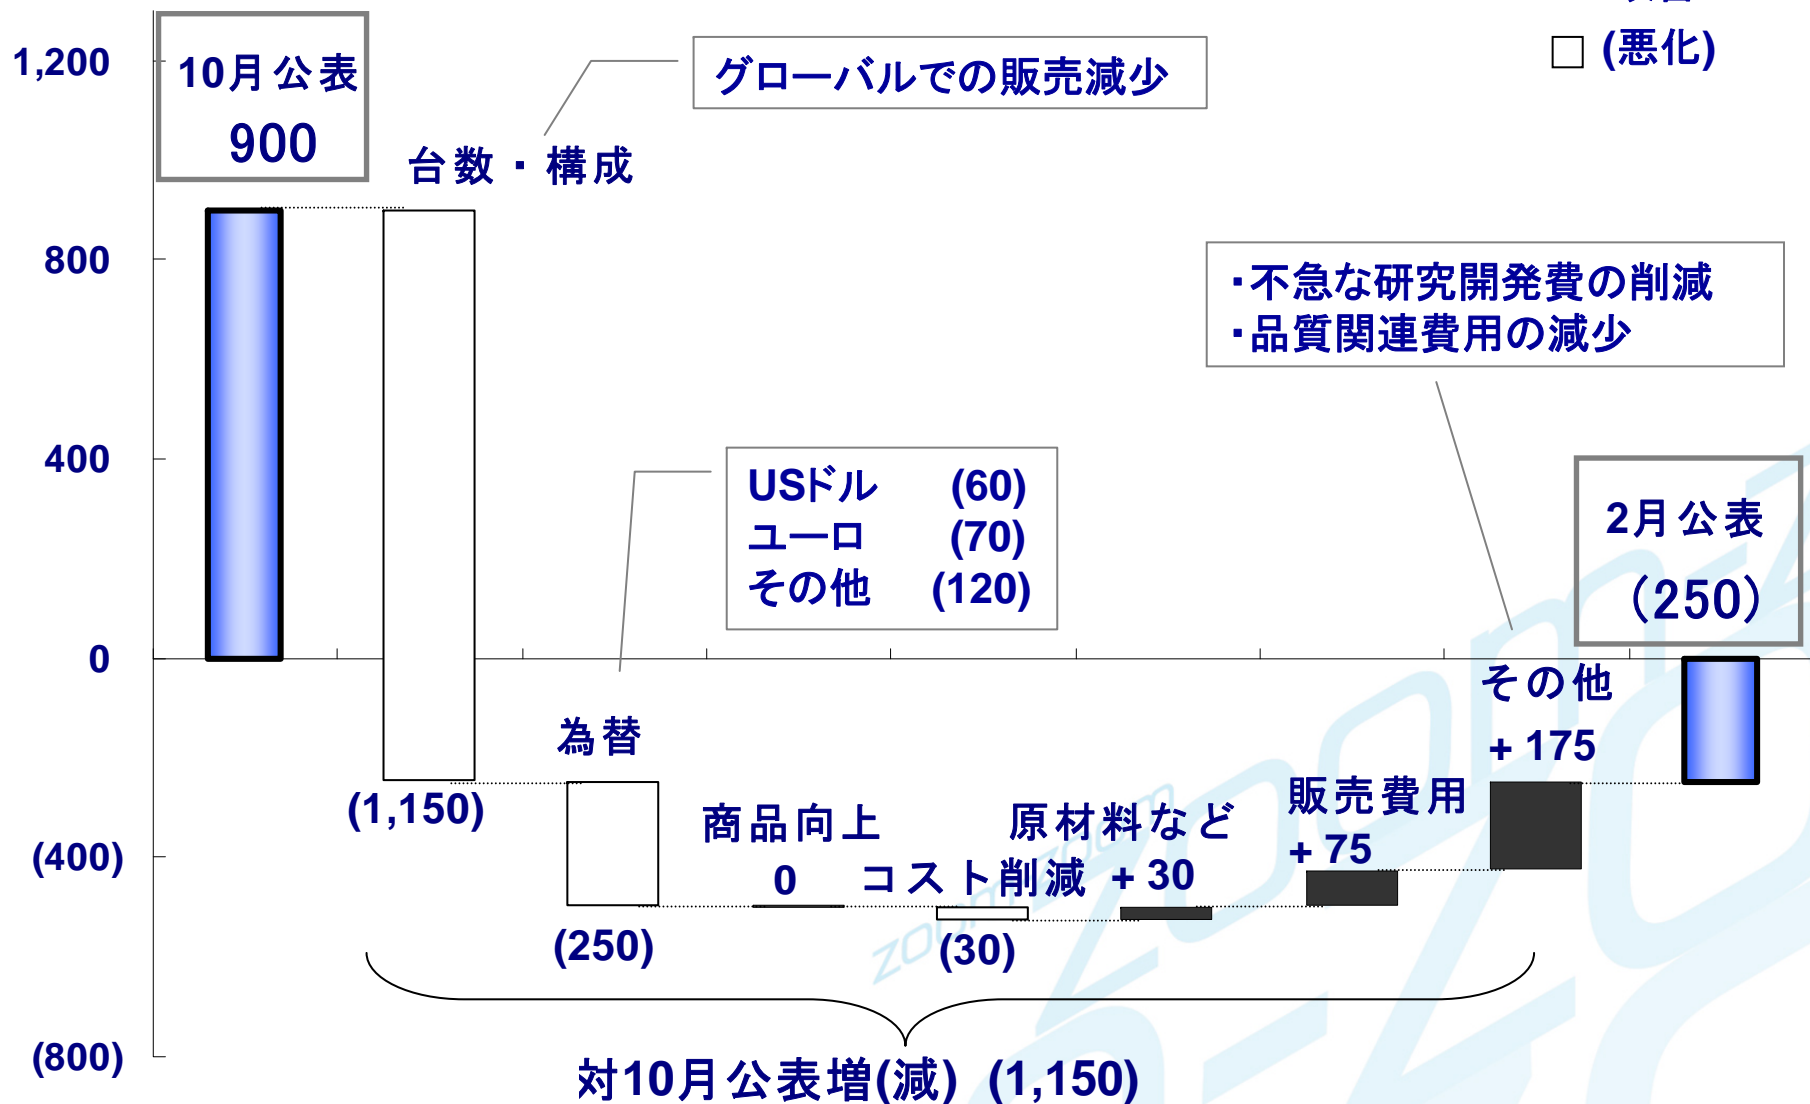 (悪化)
1,200
800
400
0
(400)
(800)
10月公表
900
グローバルでの販売減少
台数・構成
(1,150)
・不急な研究開発費の削減
・品質関連費用の減少
USドル (60)
ユーロ (70)
その他 (120)
2月公表
(250)
為替
(250)
商品向上
0
コスト削減
(30)
原材料など
+ 30
販売費用
+ 75
その他
+ 175
対10月公表増(減) (1,150)
zoom-zoom